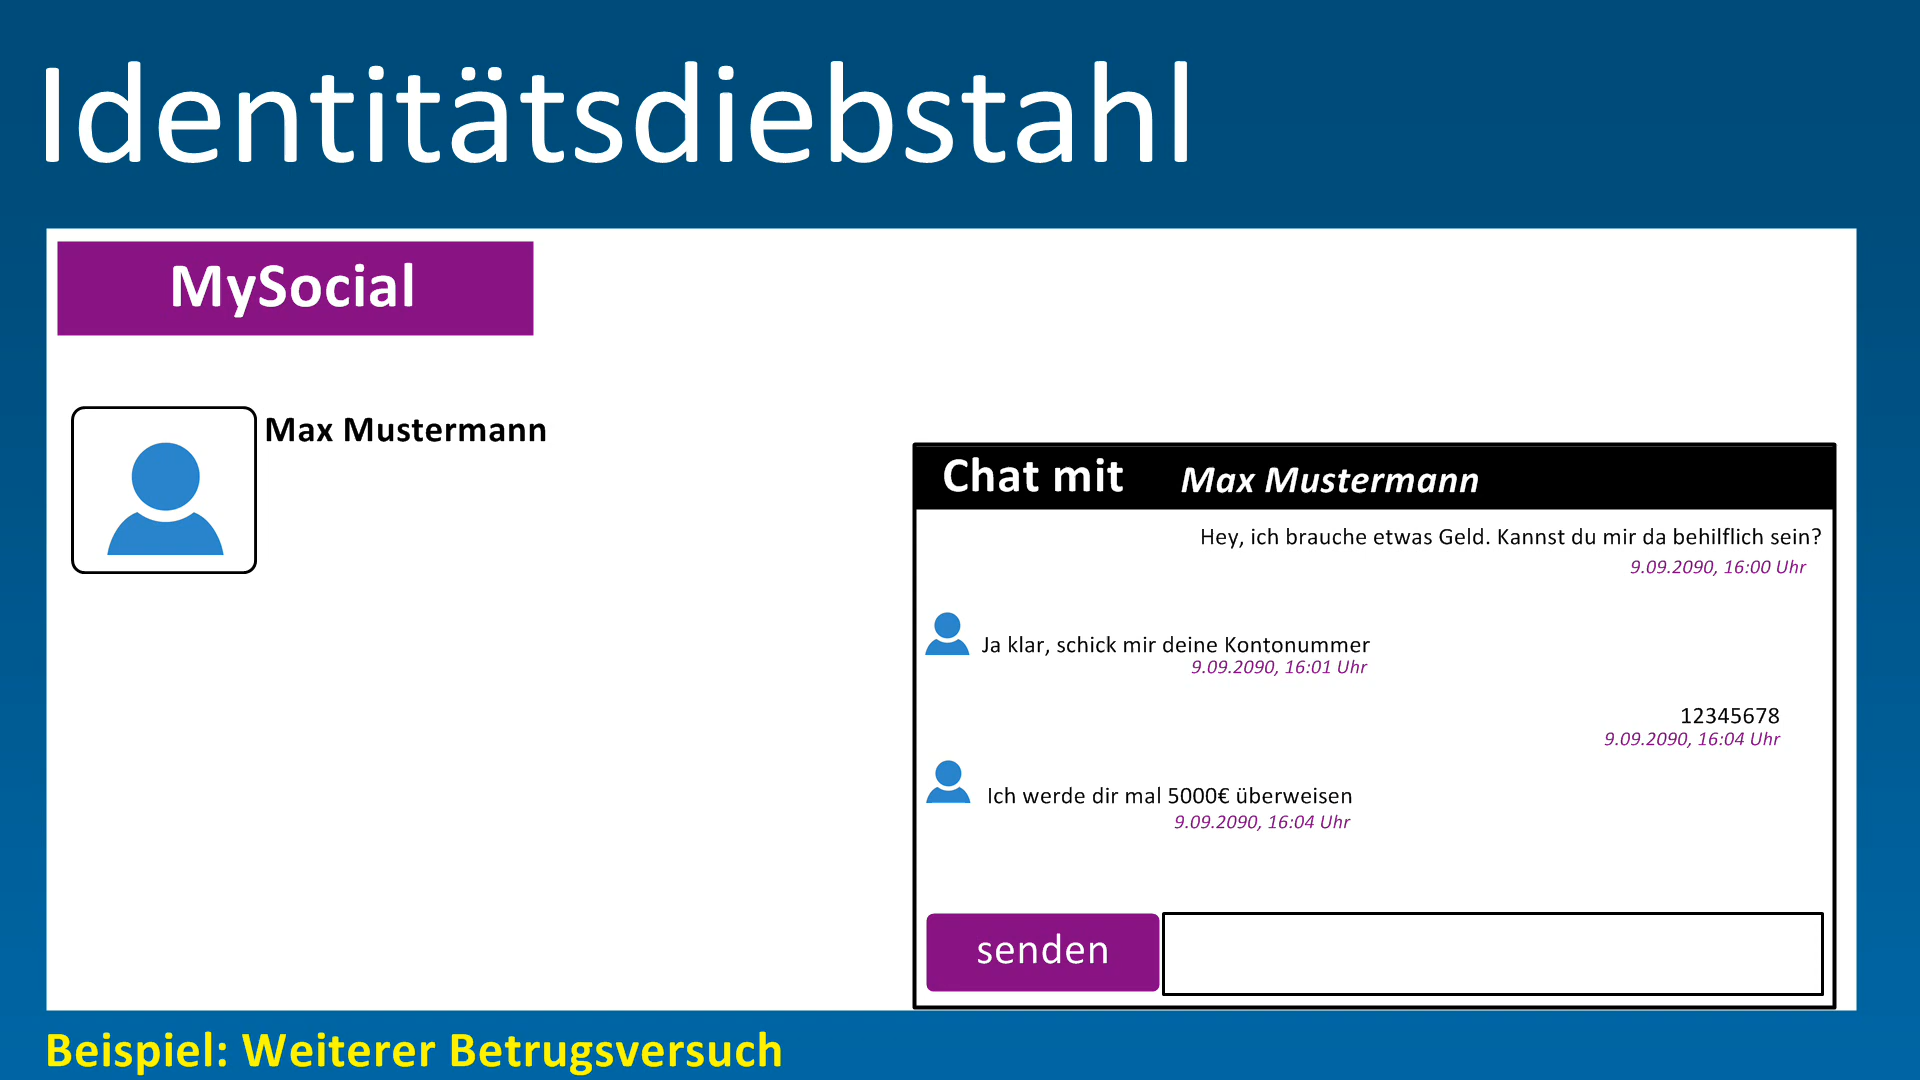 Identitätsdiebstahl
MySocial
Max Mustermann
Chat mit Max Mustermann
Hey, ich brauche etwas Geld. Kannst du mir da behilflich sein?
9.09.2090, 16:00 Uhr
Ja klar, schick mir deine Kontonummer
9.09.2090, 16:01 Uhr
12345678
9.09.2090, 16:04 Uhr
Ich werde dir mal 5000€ überweisen
9.09.2090, 16:04 Uhr
senden
Beispiel: Weiterer Betrugsversuch